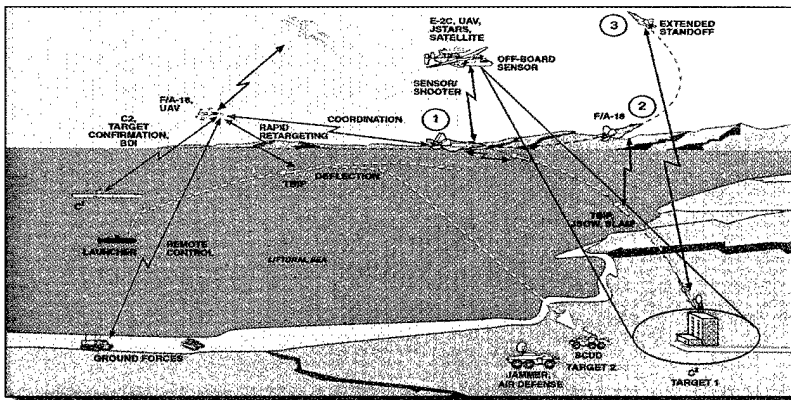 E-2C, UAV,
JSTARS,
SATELLITE
3
EXTENDED
STANDOFF
OFF-BOARD
SENSOR
SENSOR/
SHOOTER
F/A-18,
UAV
COORDINATION
1
2
F/A-18
C2,
TARGET
CONFIRMATION,
BDI
RAPID
RETARGETING
DEFLECTION
JSOW, SLAM
C²
LAUNCHER
REMOTE
CONTROL
LITTORAL SEA
GROUND FORCES
SCUD
TARGET 2
JAMMER,
AIR DEFENSE
C²
TARGET 1